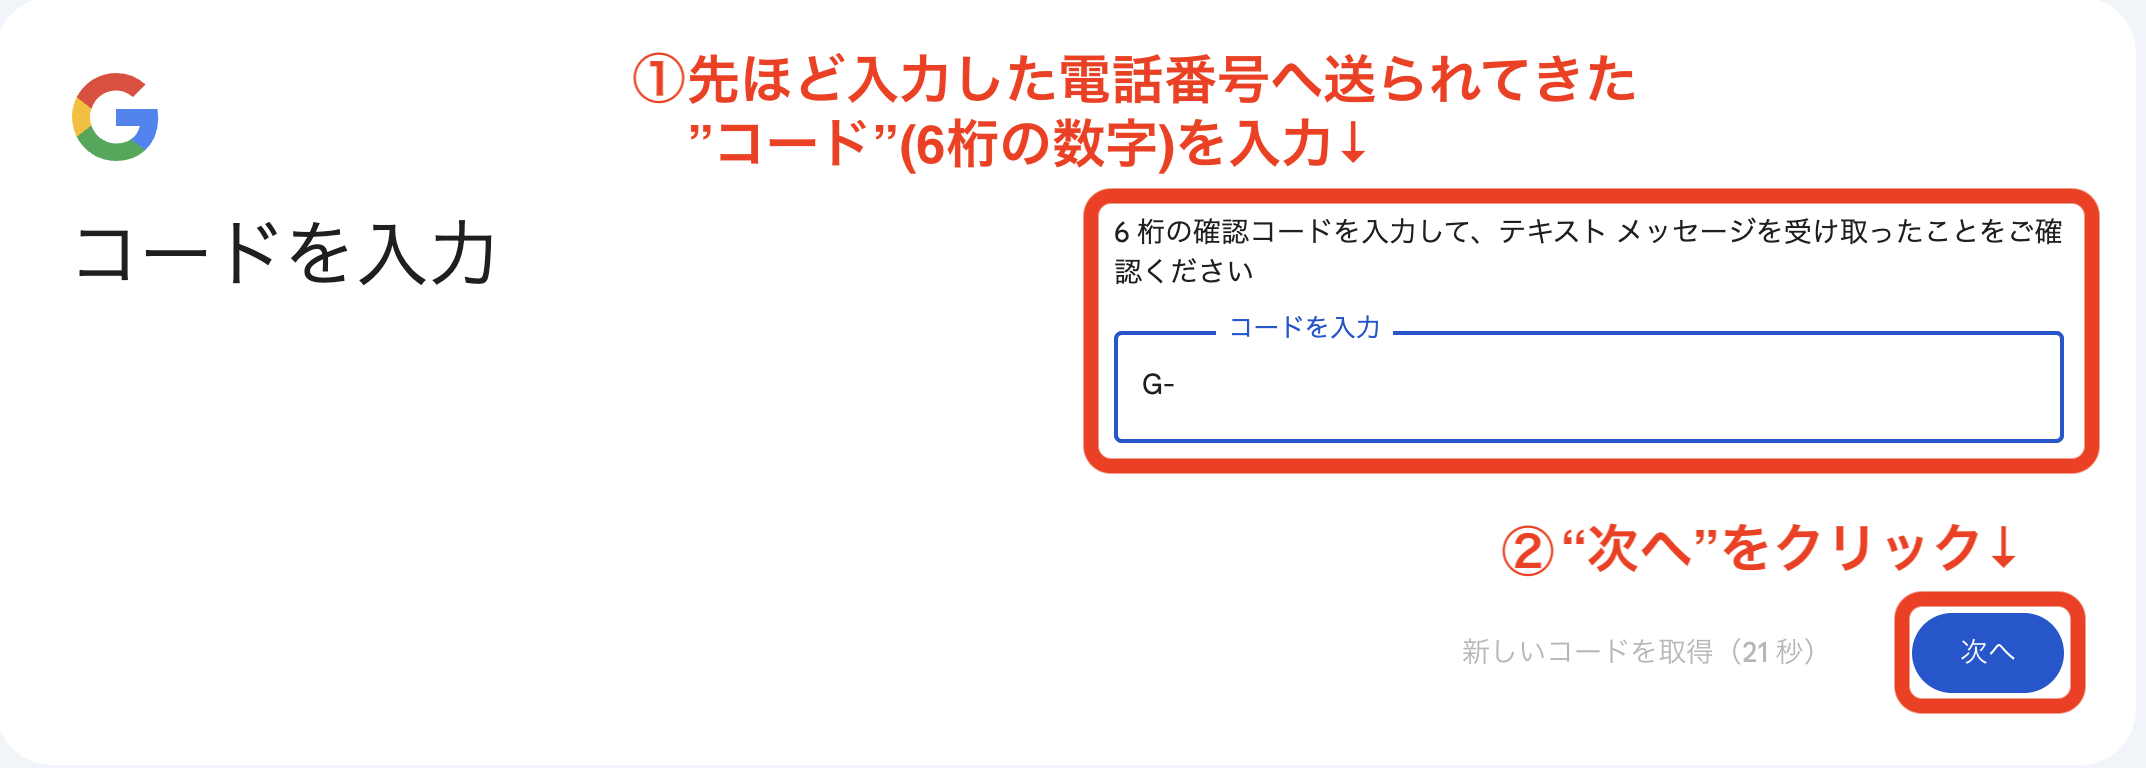 ①先ほど入力した電話番号へ送られてきた
”コード”(6桁の数字)を入力↓
コードを入力
6 桁の確認コードを入力して、テキスト メッセージを受け取ったことをご確
認ください
コードを入力
G-
②“次へ”をクリック↓
新しいコードを取得（21 秒）
次へ